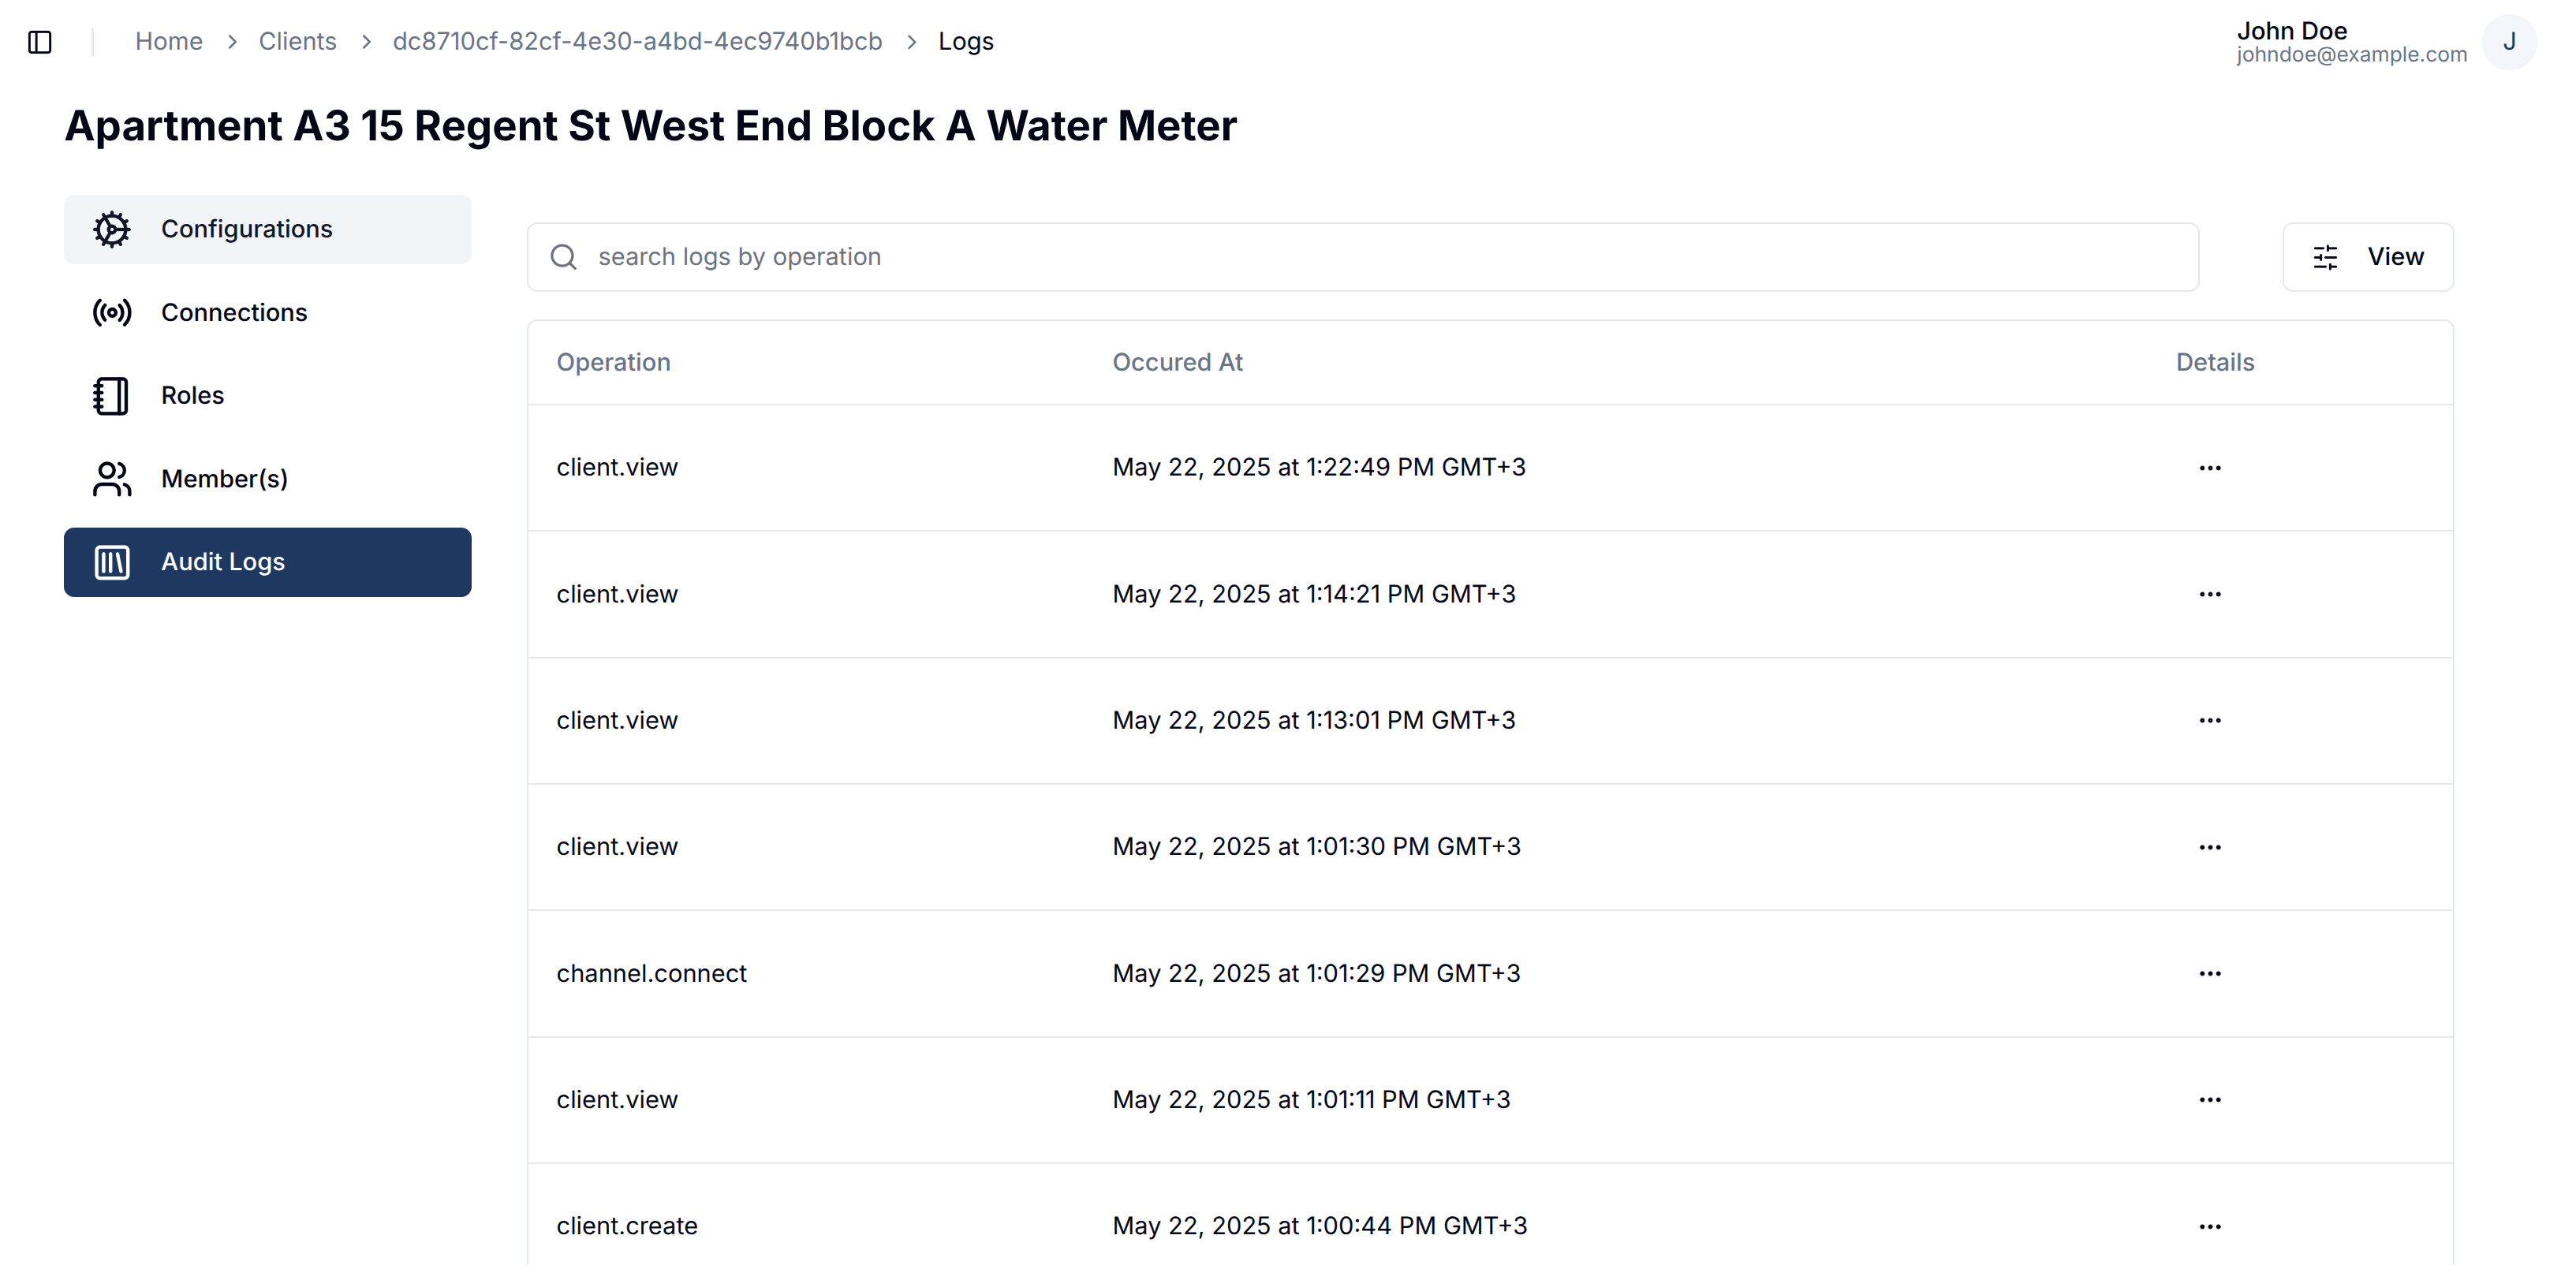 Home > Clients > dc8710cf-82cf-4e30-a4bd-4ec9740b1bcb > Logs
John Doe
johndoe@example.com
J
Apartment A3 15 Regent St West End Block A Water Meter
Configurations
Connections
Roles
Member(s)
Audit Logs
search logs by operation
View
Operation Occured At Details
client.view May 22, 2025 at 1:22:49 PM GMT+3 ...
client.view May 22, 2025 at 1:14:21 PM GMT+3 ...
client.view May 22, 2025 at 1:13:01 PM GMT+3 ...
client.view May 22, 2025 at 1:01:30 PM GMT+3 ...
channel.connect May 22, 2025 at 1:01:29 PM GMT+3 ...
client.view May 22, 2025 at 1:01:11 PM GMT+3 ...
client.create May 22, 2025 at 1:00:44 PM GMT+3 ...